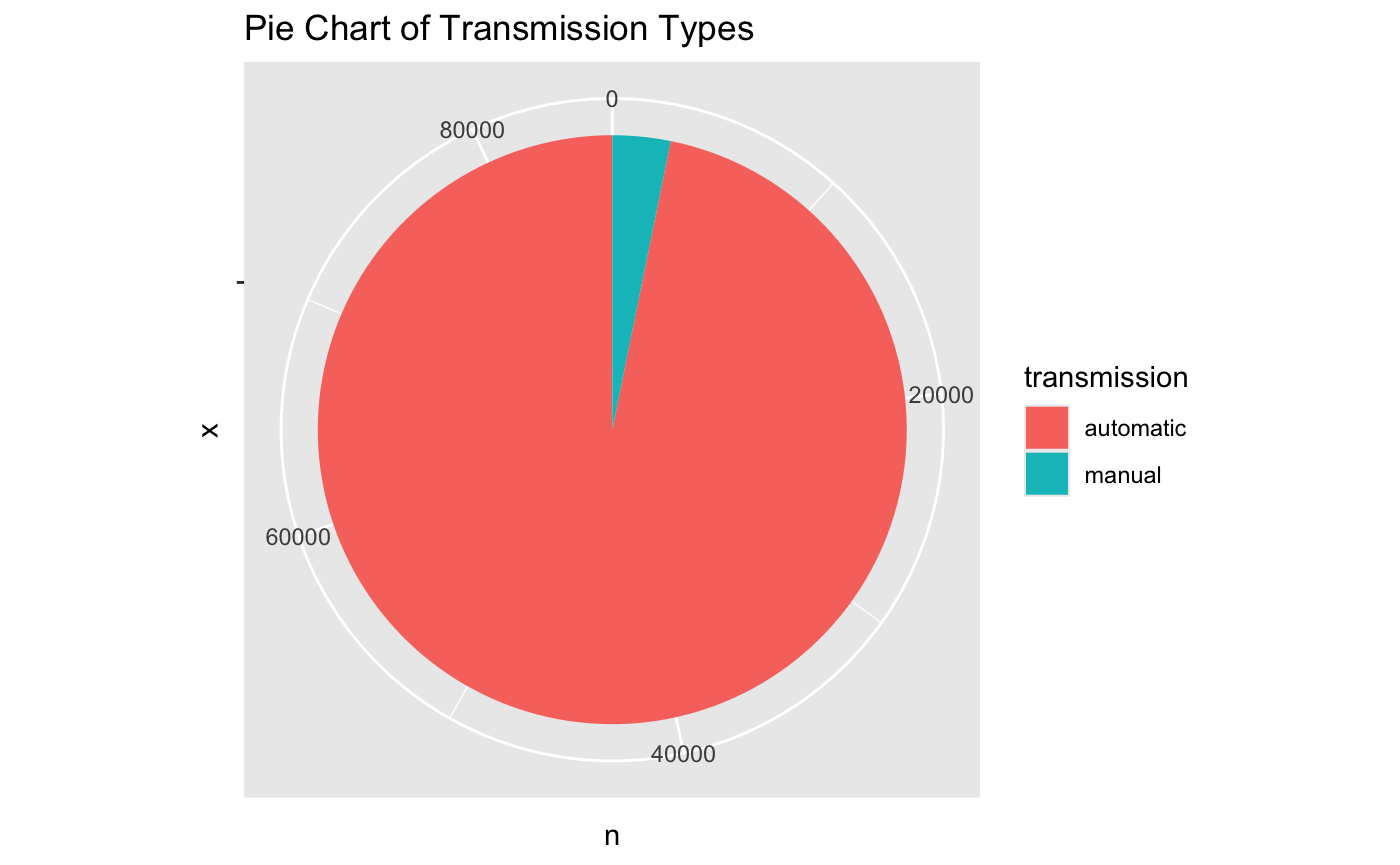 Pie Chart of Transmission Types
0
80000
20000
60000
40000
x
n
transmission
automatic
manual